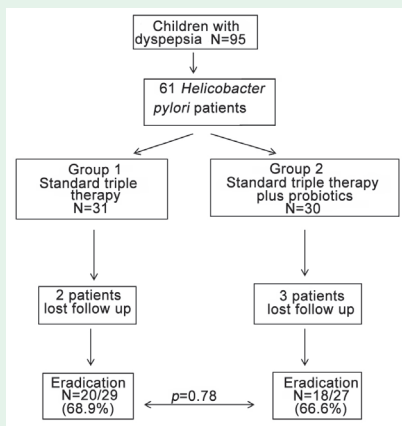 Children with
dyspepsia N=95
61 Helicobacter
pylori patients
Group 1
Standard triple
therapy
N=31
Group 2
Standard triple therapy
plus probiotics
N=30
2 patients
lost follow up
3 patients
lost follow up
Eradication
N=20/29
(68.9%)
p=0.78
Eradication
N=18/27
(66.6%)